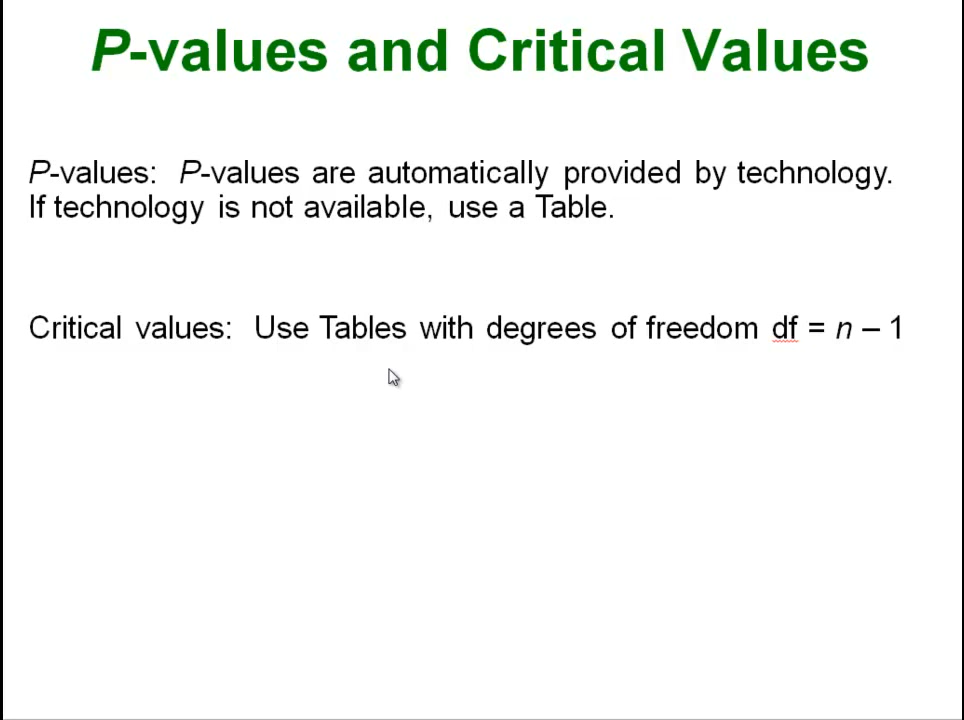 P-values and Critical Values
P-values: P-values are automatically provided by technology.
If technology is not available, use a Table.
Critical values: Use Tables with degrees of freedom df = n – 1